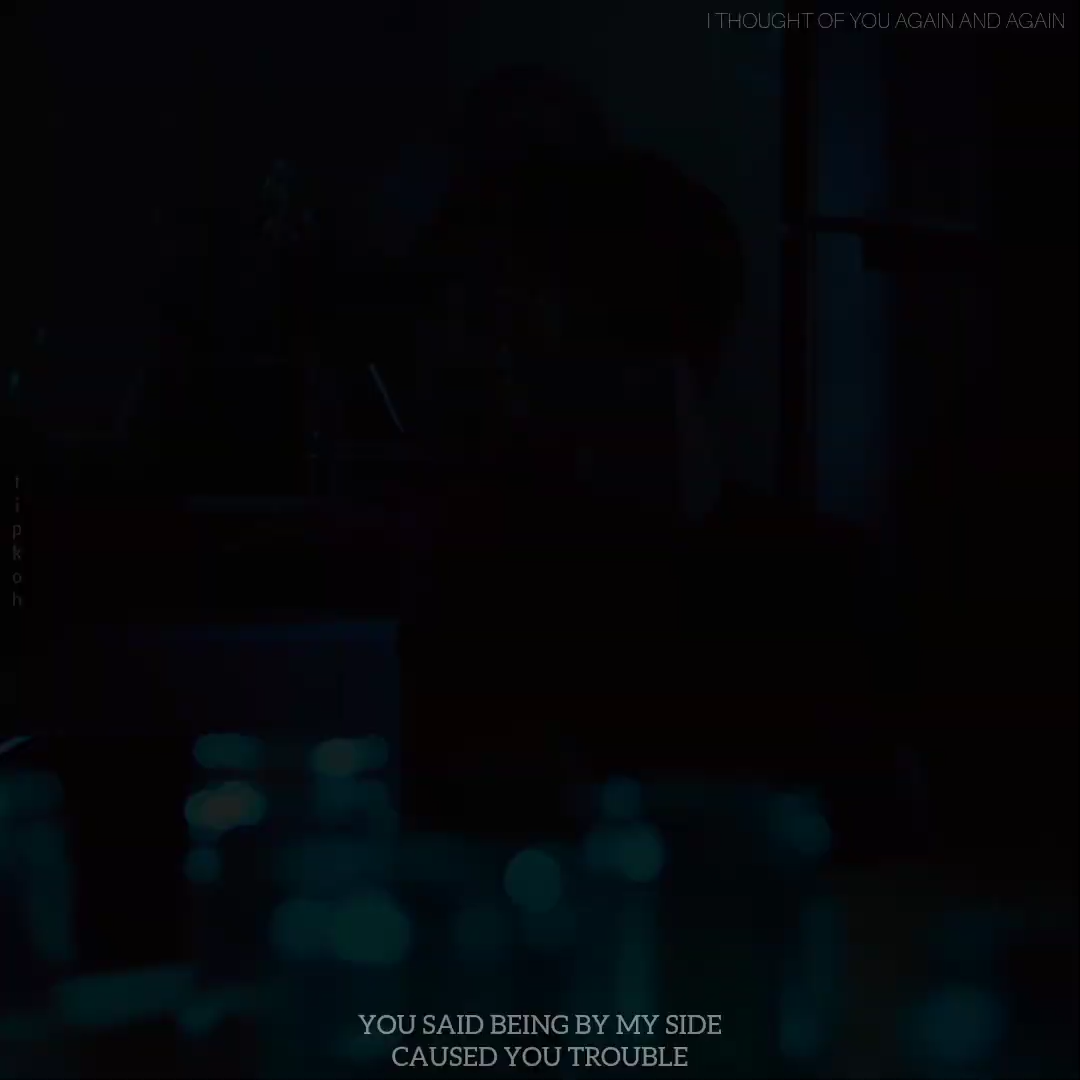 I THOUGHT OF YOU AGAIN AND AGAIN
t
i
p
k
o
h
YOU SAID BEING BY MY SIDE
CAUSED YOU TROUBLE